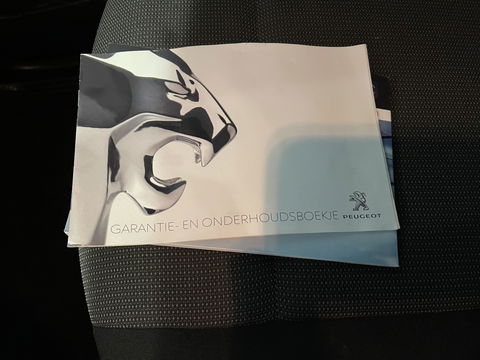 GARANTIE- EN ONDERHOUDSBOEKJE
PEUGEOT